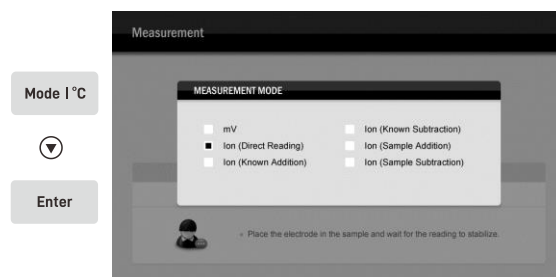 Measurement
Mode | °C
MEASUREMENT MODE
mV
Ion (Known Subtraction)
Ion (Direct Reading)
Ion (Sample Addition)
Ion (Known Addition)
Ion (Sample Subtraction)
Enter
Place the electrode in the sample and wait for the reading to stabilize.